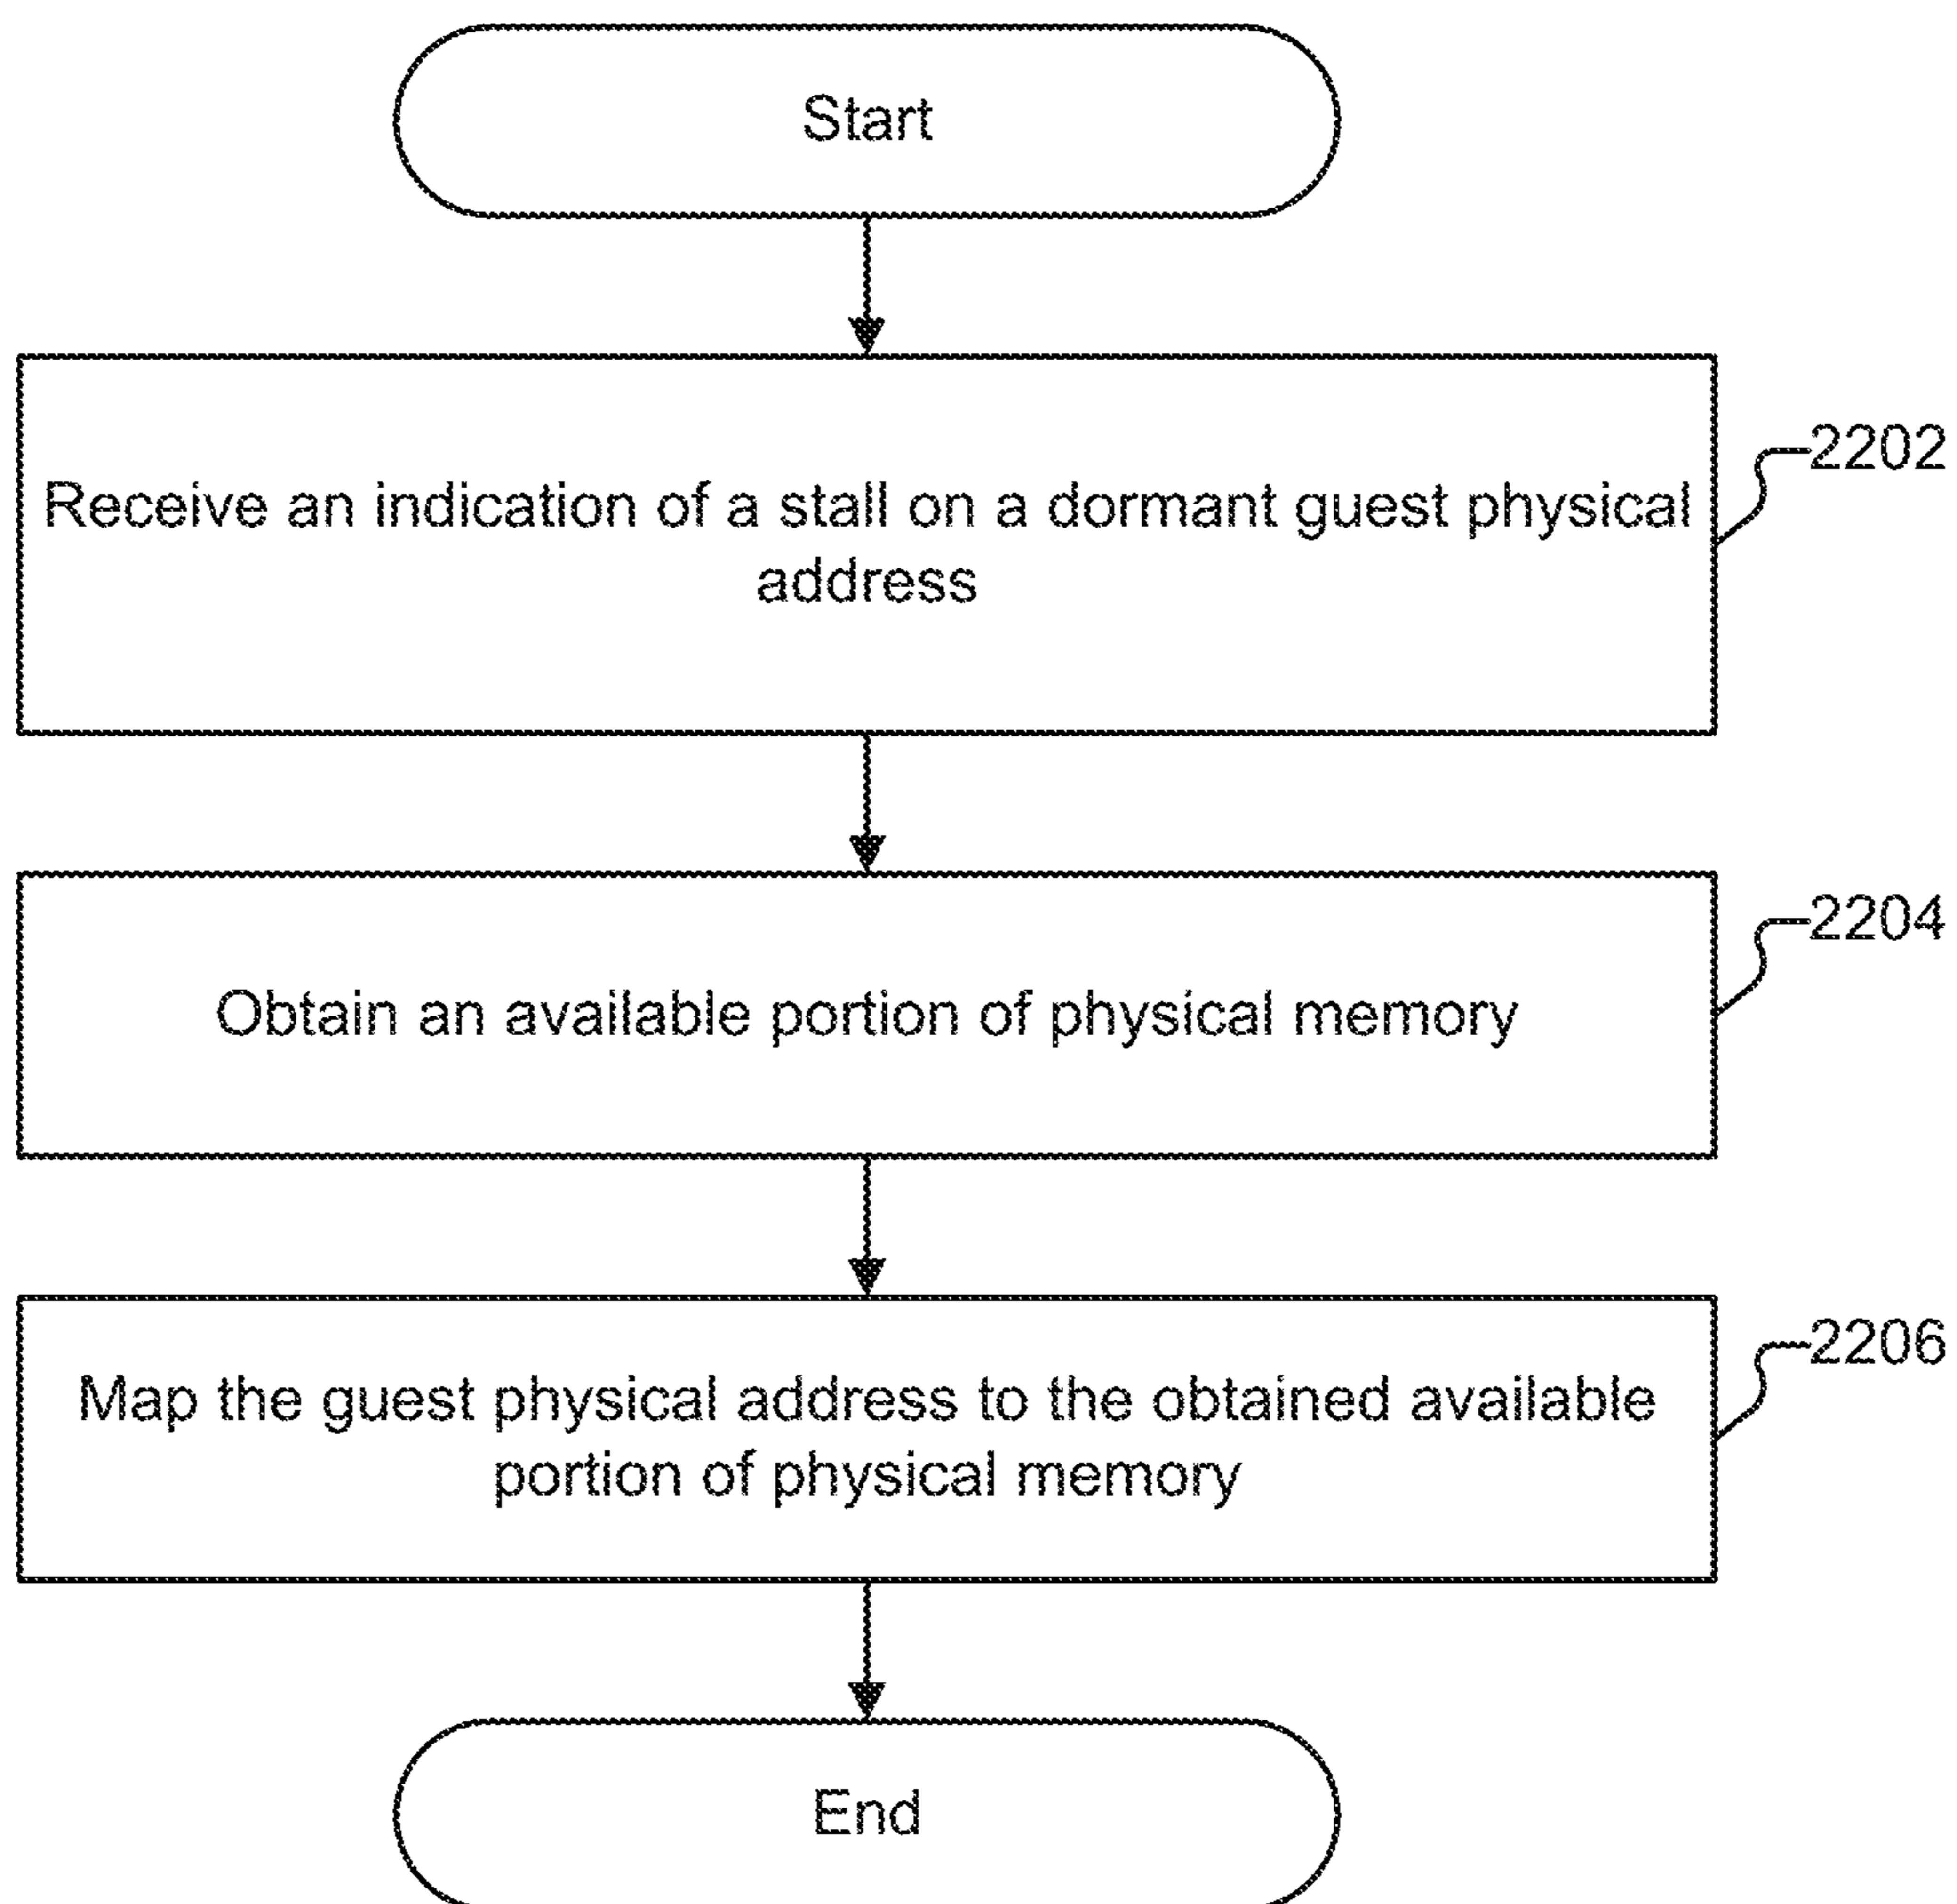 Start
2202
Receive an indication of a stall on a dormant guest physical
address
2204
Obtain an available portion of physical memory
2206
Map the guest physical address to the obtained available
portion of physical memory
End